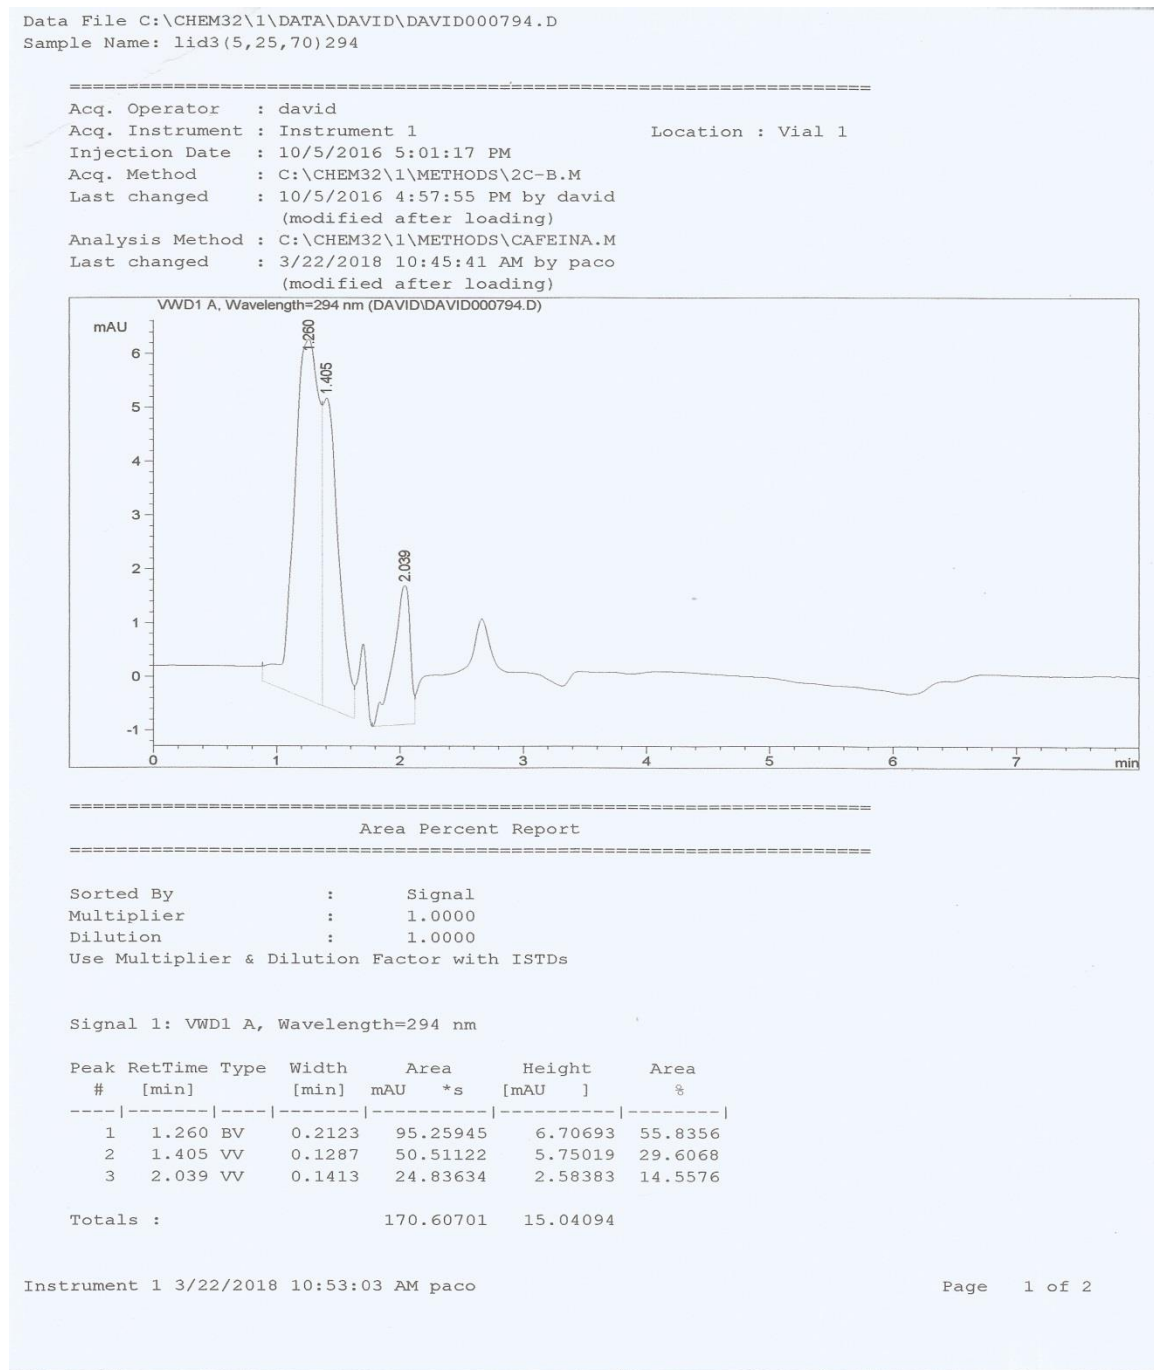 Data File C:\CHEM32\1\DATA\DAVID\DAVID000794.D
Sample Name: lid3(5,25,70)294
=====================================================================
Acq. Operator   : david
Acq. Instrument : Instrument 1                    Location : Vial 1
Injection Date  : 10/5/2016 5:01:17 PM
Acq. Method     : C:\CHEM32\1\METHODS\2C-B.M
Last changed    : 10/5/2016 4:57:55 PM by david
(modified after loading)
Analysis Method : C:\CHEM32\1\METHODS\CAFEINA.M
Last changed    : 3/22/2018 10:45:41 AM by paco
(modified after loading)
VWD1 A, Wavelength=294 nm (DAVID\DAVID000794.D)
mAU
1.260
6
1.405
5
4
3
2.039
2
1
0
-1
0 1 2 3 4 5 6 7 min
=====================================================================
Area Percent Report
=====================================================================
Sorted By             :      Signal
Multiplier            :      1.0000
Dilution              :      1.0000
Use Multiplier & Dilution Factor with ISTDs
Signal 1: VWD1 A, Wavelength=294 nm
Peak RetTime Type  Width     Area      Height     Area
#   [min]        [min]  mAU   *s   [mAU   ]      %
----|-------|----|-------|----------|----------|--------|
1   1.260 BV    0.2123   95.25945    6.70693  55.8356
2   1.405 VV    0.1287   50.51122    5.75019  29.6068
3   2.039 VV    0.1413   24.83634    2.58383  14.5576
Totals :                  170.60701   15.04094
Instrument 1 3/22/2018 10:53:03 AM paco                    Page   1 of 2